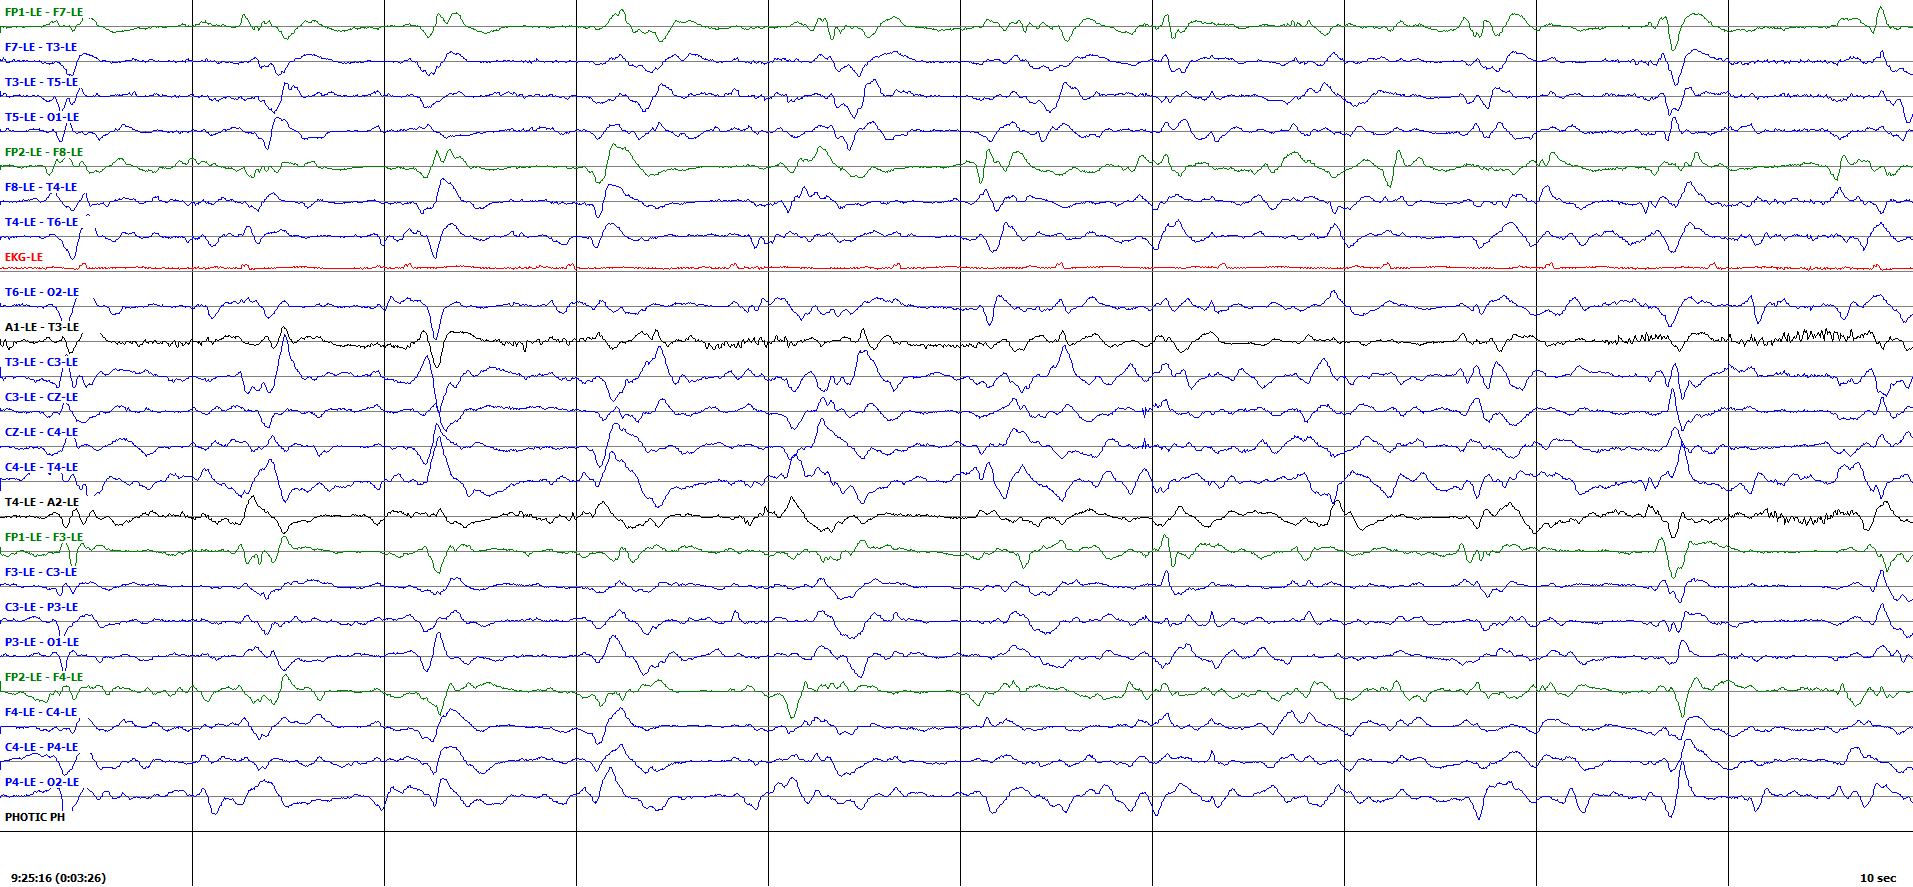 FP1-LE - F7-LE
F7-LE - T3-LE
T3-LE - T5-LE
T5-LE - O1-LE
FP2-LE - F8-LE
F8-LE - T4-LE
T4-LE - T6-LE
EKG-LE
T6-LE - O2-LE
A1-LE - T3-LE
T3-LE - C3-LE
C3-LE - CZ-LE
CZ-LE - C4-LE
C4-LE - T4-LE
T4-LE - A2-LE
FP1-LE - F3-LE
F3-LE - C3-LE
C3-LE - P3-LE
P3-LE - O1-LE
FP2-LE - F4-LE
F4-LE - C4-LE
C4-LE - P4-LE
P4-LE - O2-LE
PHOTIC PH
9:25:16 (0:03:26) 10 sec